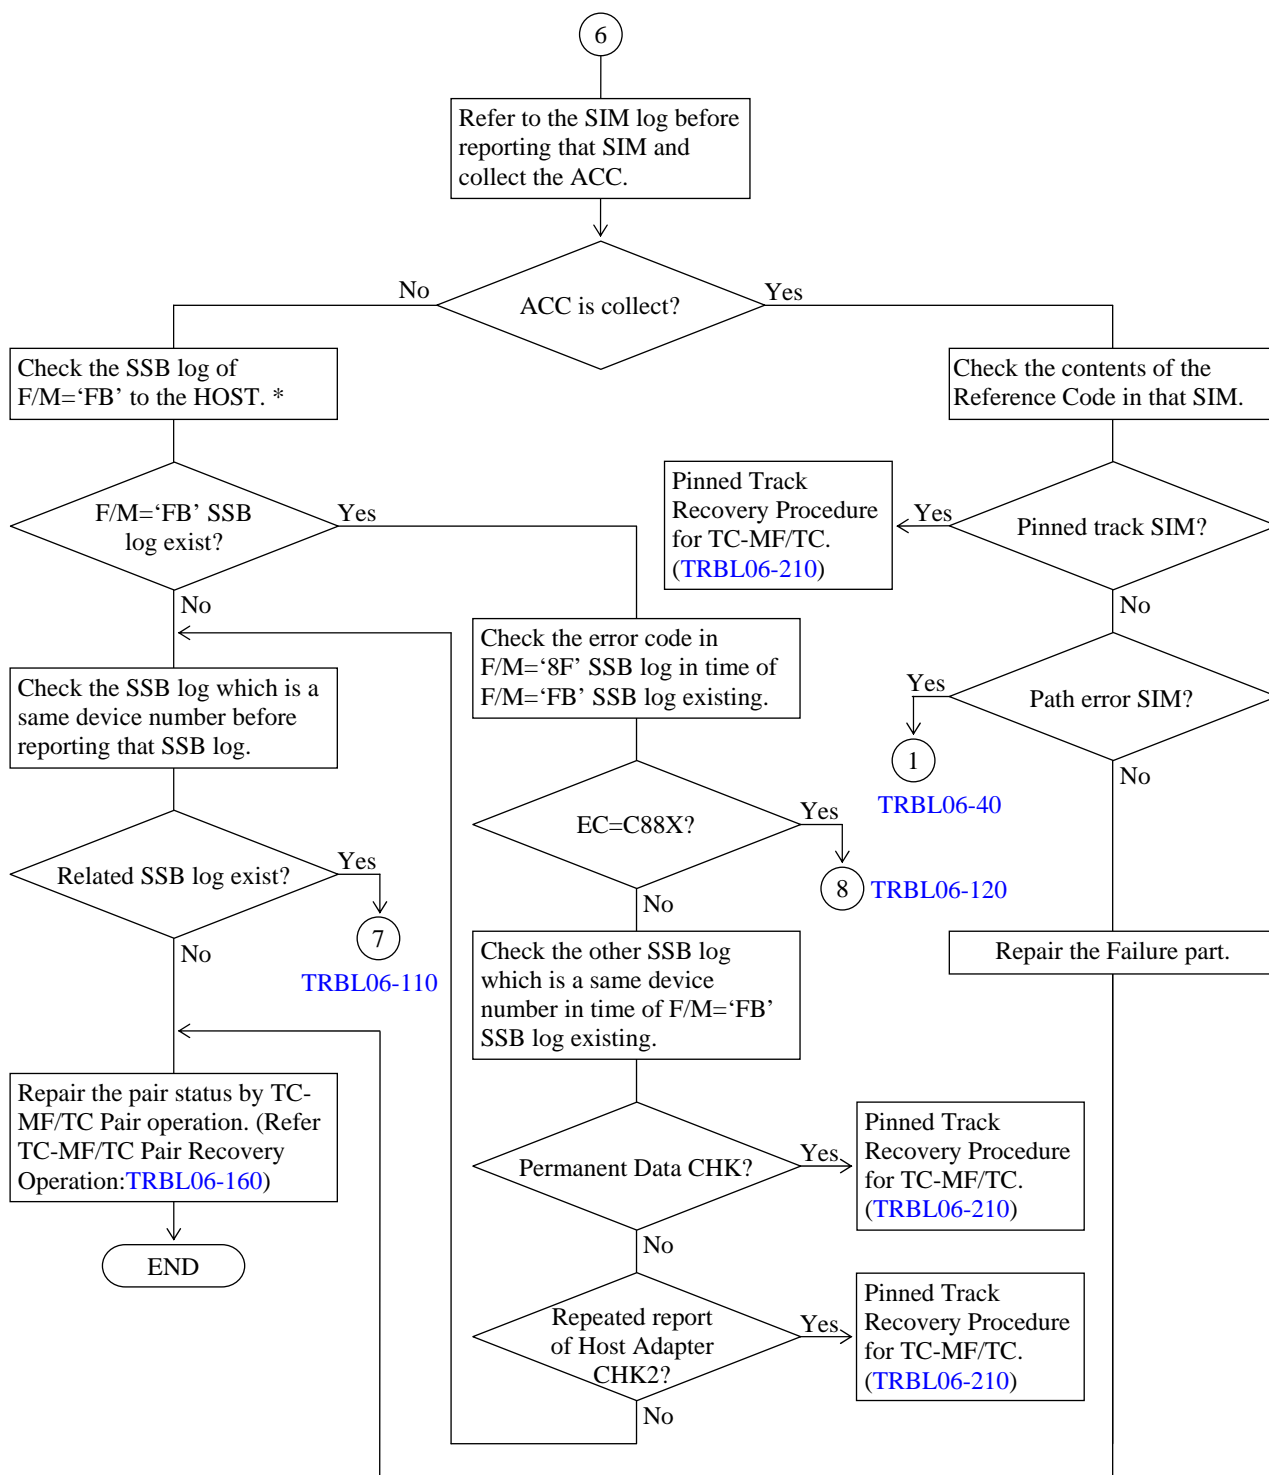 6
Refer to the SIM log before
reporting that SIM and
collect the ACC.
No
ACC is collect?
Yes
Check the SSB log of
F/M=‘FB’ to the HOST. *
Check the contents of the
Reference Code in that SIM.
F/M=‘FB’ SSB
log exist?
Yes
No
Pinned Track
Recovery Procedure
for TC-MF/TC.
(TRBL06-210)
Yes
Pinned track SIM?
No
Check the error code in
F/M=‘8F’ SSB log in time of
F/M=‘FB’ SSB log existing.
Check the SSB log which is a
same device number before
reporting that SSB log.
Yes
Path error SIM?
No
1
TRBL06-40
EC=C88X?
Yes
8
TRBL06-120
No
Related SSB log exist?
Yes
7
TRBL06-110
No
Check the other SSB log
which is a same device
number in time of F/M=‘FB’
SSB log existing.
Repair the Failure part.
Repair the pair status by TC-
MF/TC Pair operation. (Refer
TC-MF/TC Pair Recovery
Operation:TRBL06-160)
END
Permanent Data CHK?
Yes
Pinned Track
Recovery Procedure
for TC-MF/TC.
(TRBL06-210)
No
Repeated report
of Host Adapter
CHK2?
Yes
Pinned Track
Recovery Procedure
for TC-MF/TC.
(TRBL06-210)
No